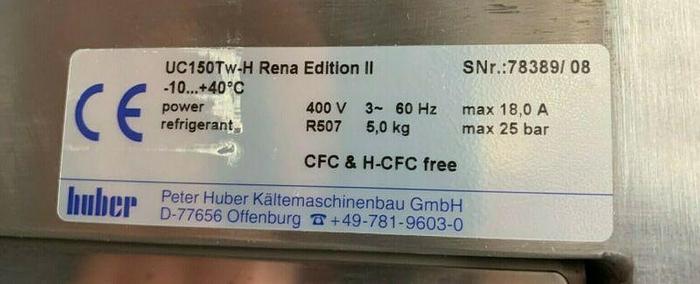 UC150Tw-H Rena Edition II SNr.:78389/ 08
-10...+40°C
power 400 V 3~ 60 Hz max 18,0 A
refrigerant R507 5,0 kg max 25 bar
CE
CFC & H-CFC free
huber
Peter Huber Kältemaschinenbau GmbH
D-77656 Offenburg ☎+49-781-9603-0